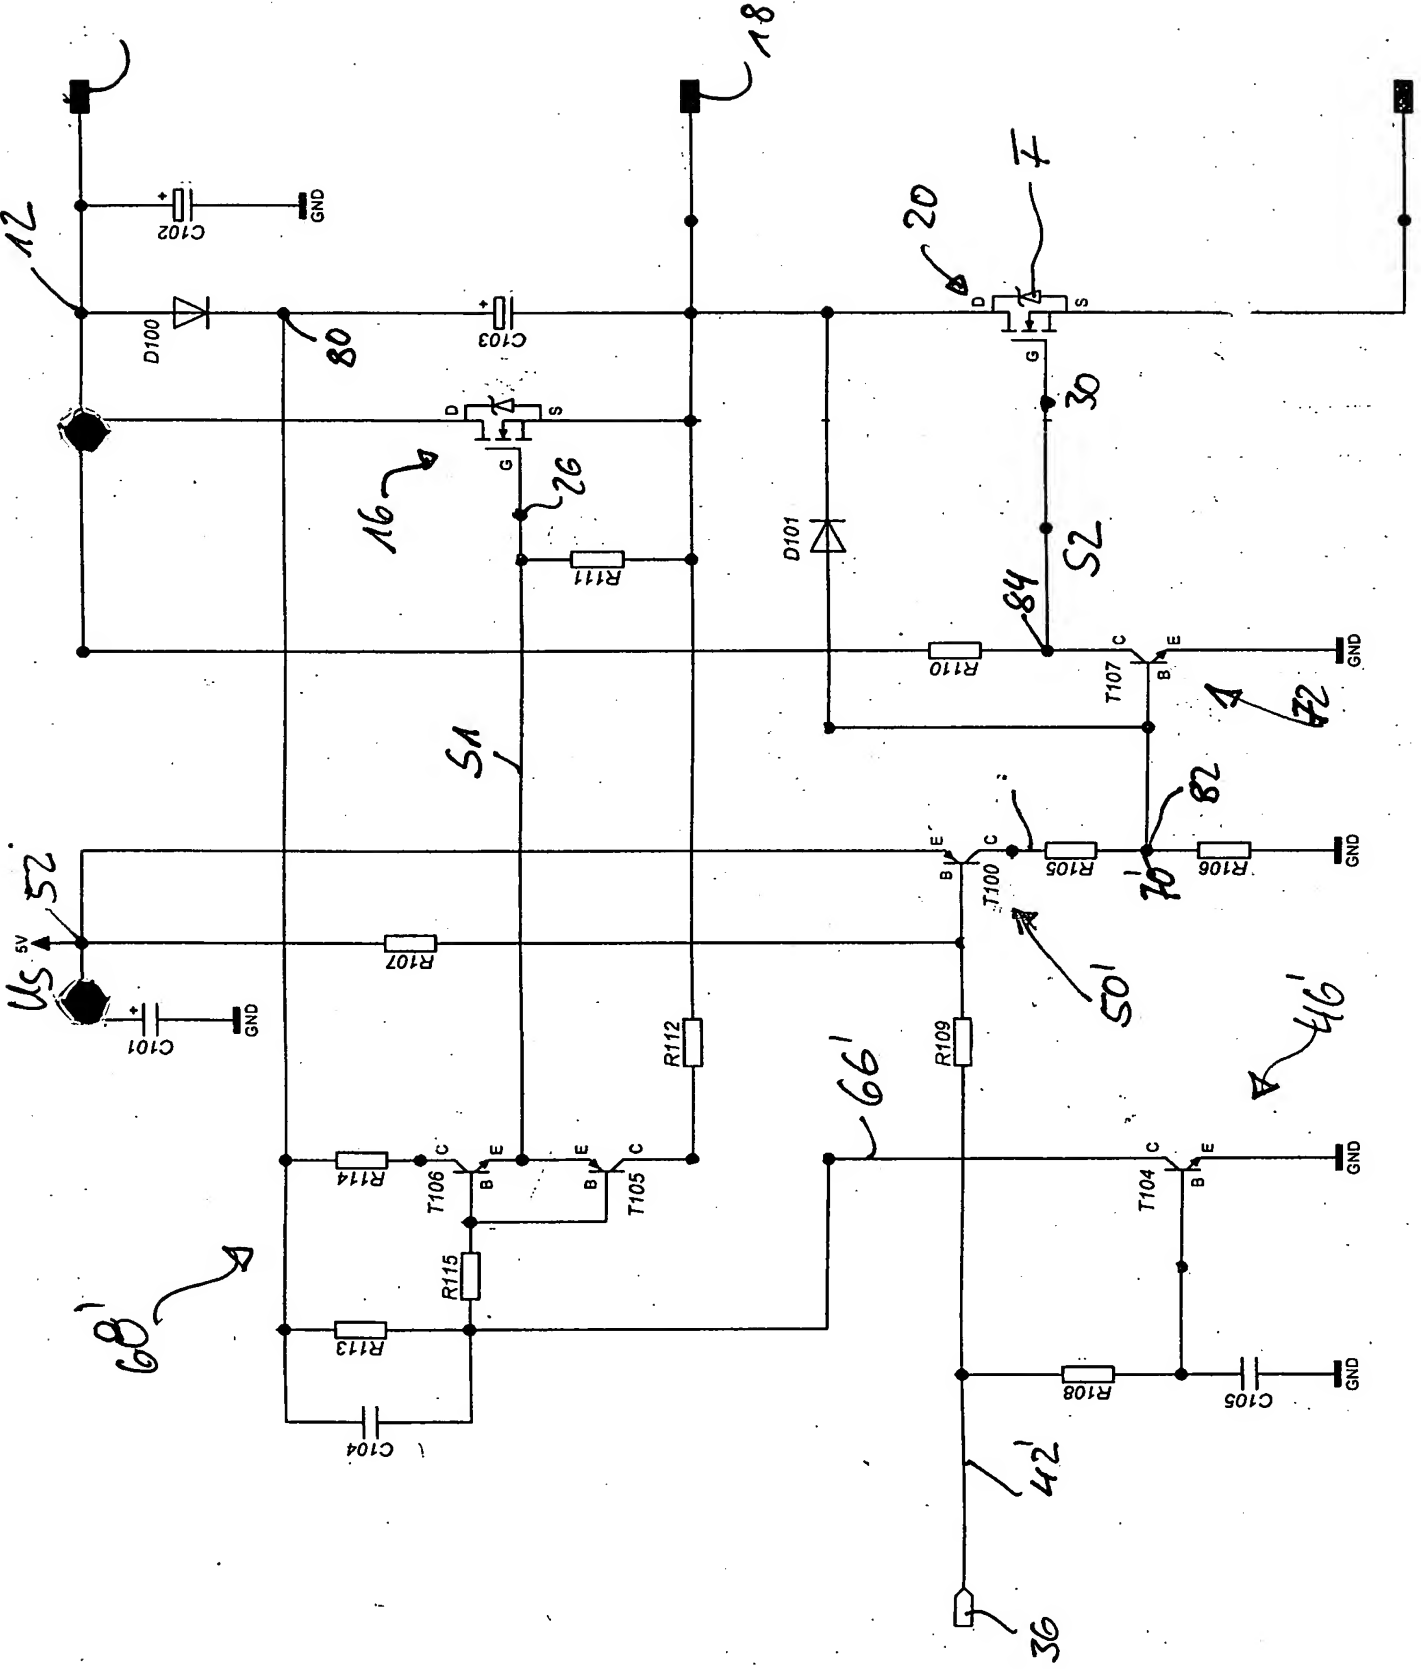 18
12
+
C102
GND
20
F
D100
80
+
C103
D
S
G
D
S
G
16
26
30
D101
S2
R111
84
R110
C
B
E
T107
GND
72
S1
52
5V
Us
+
C101
GND
R107
E
B
C
T100
R105
70'
82
R106
GND
50'
46'
R112
R109
66'
R114
C
B
E
T106
E
B
C
T105
C
B
E
T104
GND
68'
R115
R113
C104
R108
C105
GND
42'
36